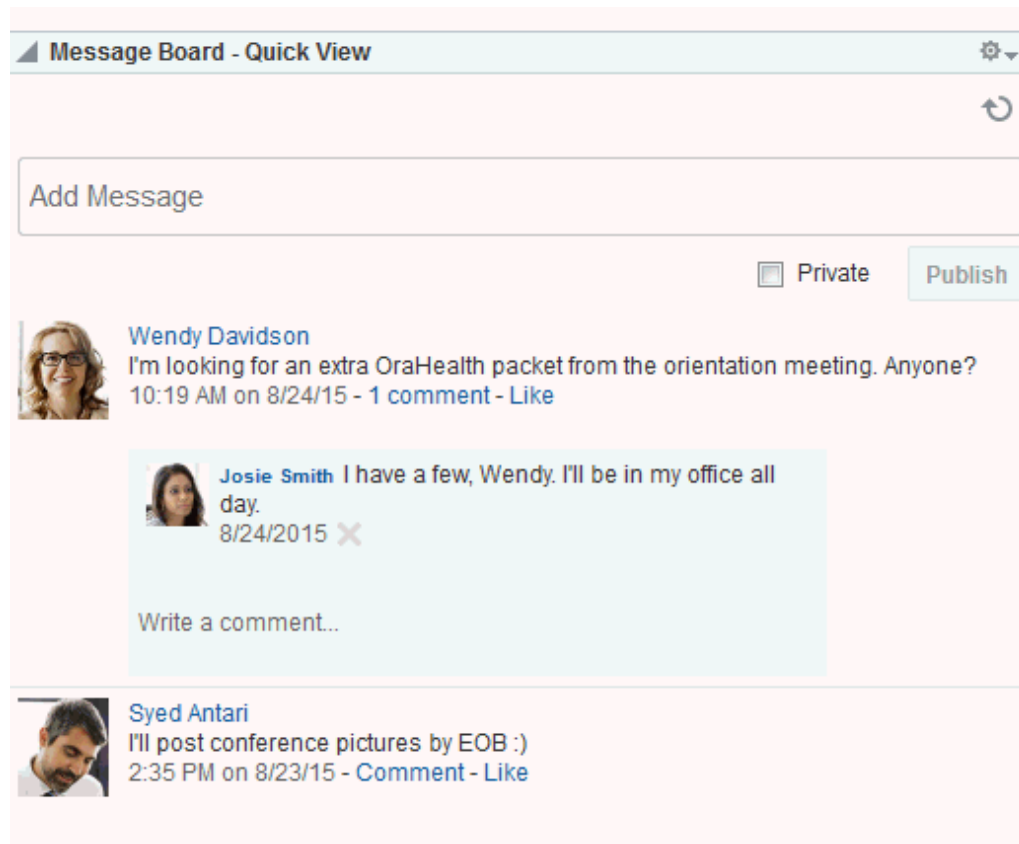 Message Board - Quick View
Add Message
Private
Publish
Wendy Davidson
I'm looking for an extra OraHealth packet from the orientation meeting. Anyone?
10:19 AM on 8/24/15 - 1 comment - Like
Josie Smith I have a few, Wendy. I'll be in my office all
day.
8/24/2015
Write a comment...
Syed Antari
I'll post conference pictures by EOB :)
2:35 PM on 8/23/15 - Comment - Like